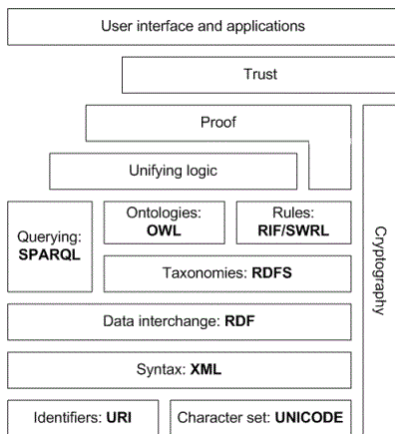 User interface and applications
Trust
Proof
Unifying logic
Querying:
SPARQL
Ontologies:
OWL
Rules:
RIF/SWRL
Taxonomies: RDFS
Cryptography
Data interchange: RDF
Syntax: XML
Identifiers: URI
Character set: UNICODE